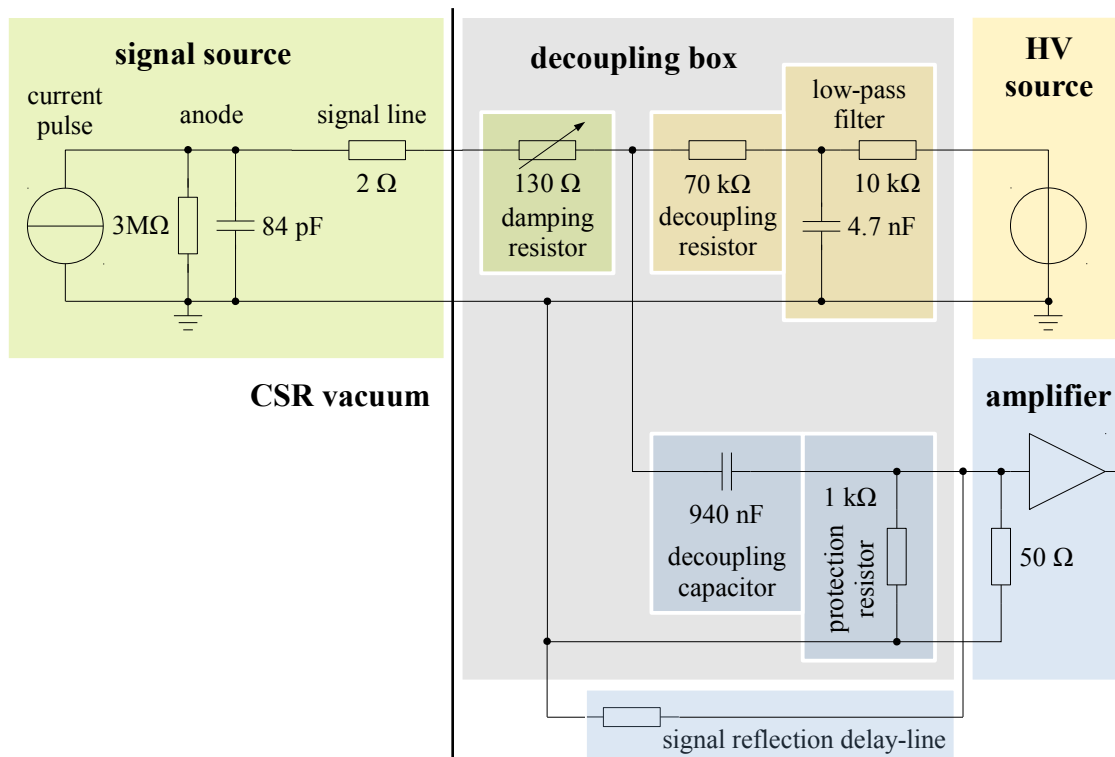 signal source
current
pulse
anode
signal line
2 Ω
3MΩ
84 pF
CSR vacuum
decoupling box
130 Ω
damping
resistor
70 kΩ
decoupling
resistor
low-pass
filter
10 kΩ
4.7 nF
HV
source
940 nF
decoupling
capacitor
1 kΩ
protection
resistor
amplifier
50 Ω
signal reflection delay-line